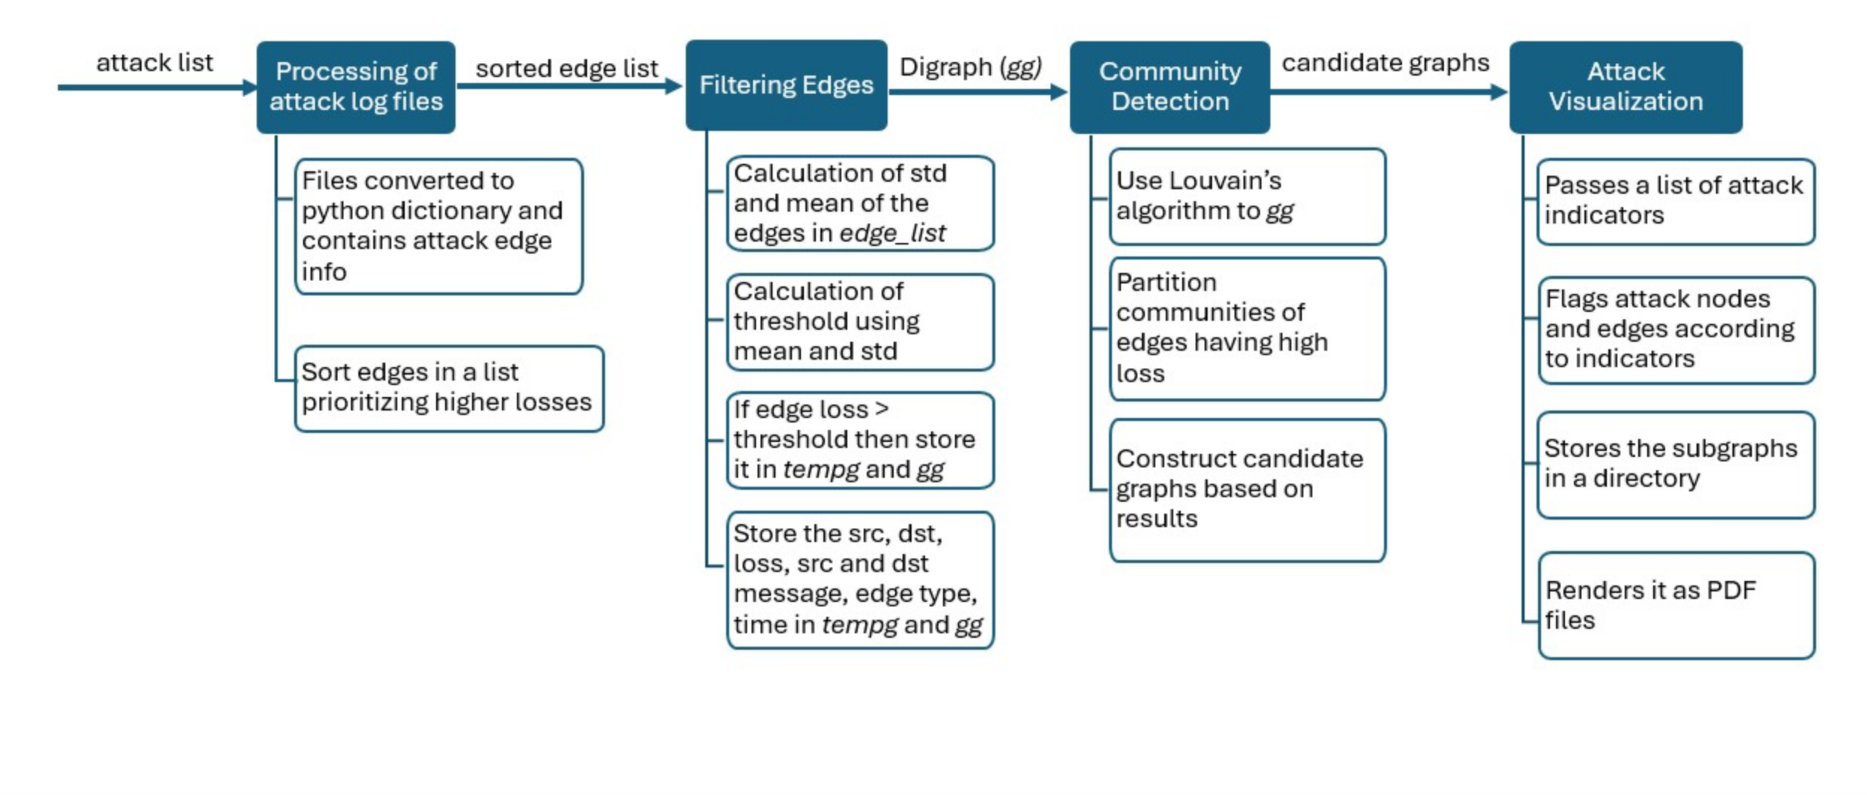 attack list
Processing of
attack log files
sorted edge list
Filtering Edges
Digraph (gg)
Community
Detection
candidate graphs
Attack
Visualization
Files converted to
python dictionary and
contains attack edge
info
Sort edges in a list
prioritizing higher losses
Calculation of std
and mean of the
edges in edge_list
Calculation of
threshold using
mean and std
If edge loss >
threshold then store
it in tempg and gg
Store the src, dst,
loss, src and dst
message, edge type,
time in tempg and gg
Use Louvain’s
algorithm to gg
Partition
communities of
edges having high
loss
Construct candidate
graphs based on
results
Passes a list of attack
indicators
Flags attack nodes
and edges according
to indicators
Stores the subgraphs
in a directory
Renders it as PDF
files